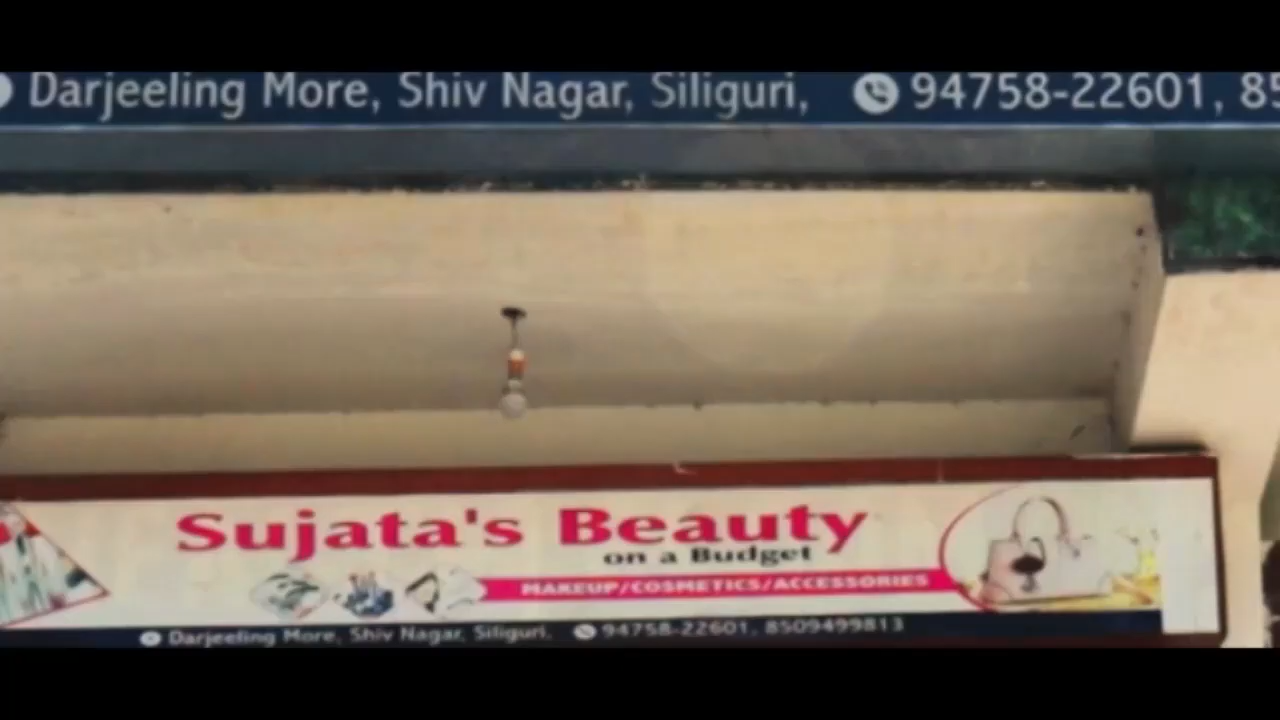 Darjeeling More, Shiv Nagar, Siliguri, 94758-22601, 85
Sujata's Beauty
on a Budget
MAKEUP/COSMETICS/ACCESSORIES
Darjeeling More, Shiv Nagar, Siliguri, 94758-22601, 8509499813